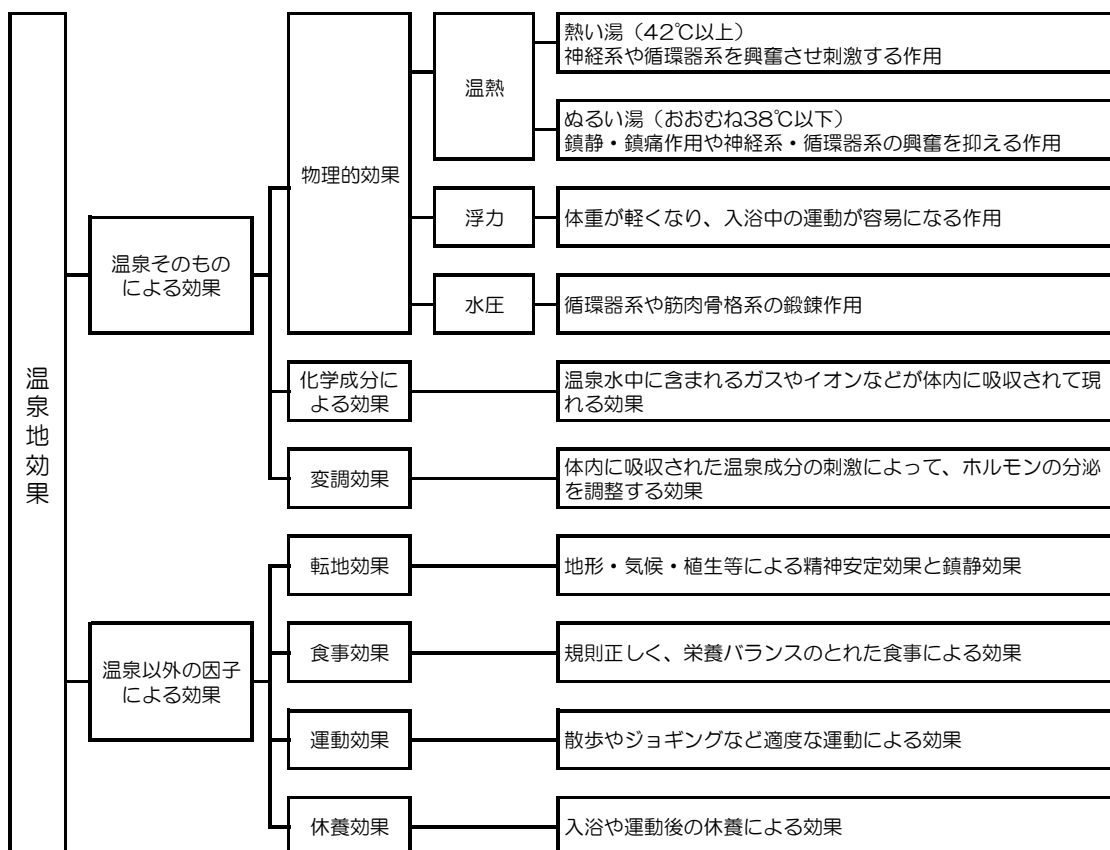 温泉地効果
温泉そのもの
による効果
物理的効果
温熱
熱い湯（42℃以上）
神経系や循環器系を興奮させ刺激する作用
ぬるい湯（おおむね38℃以下）
鎮静・鎮痛作用や神経系・循環器系の興奮を抑える作用
浮力
体重が軽くなり、入浴中の運動が容易になる作用
水圧
循環器系や筋肉骨格系の鍛錬作用
化学成分に
よる効果
温泉水中に含まれるガスやイオンなどが体内に吸収されて現
れる効果
変調効果
体内に吸収された温泉成分の刺激によって、ホルモンの分泌
を調整する効果
温泉以外の因子
による効果
転地効果
地形・気候・植生等による精神安定効果と鎮静効果
食事効果
規則正しく、栄養バランスのとれた食事による効果
運動効果
散歩やジョギングなど適度な運動による効果
休養効果
入浴や運動後の休養による効果